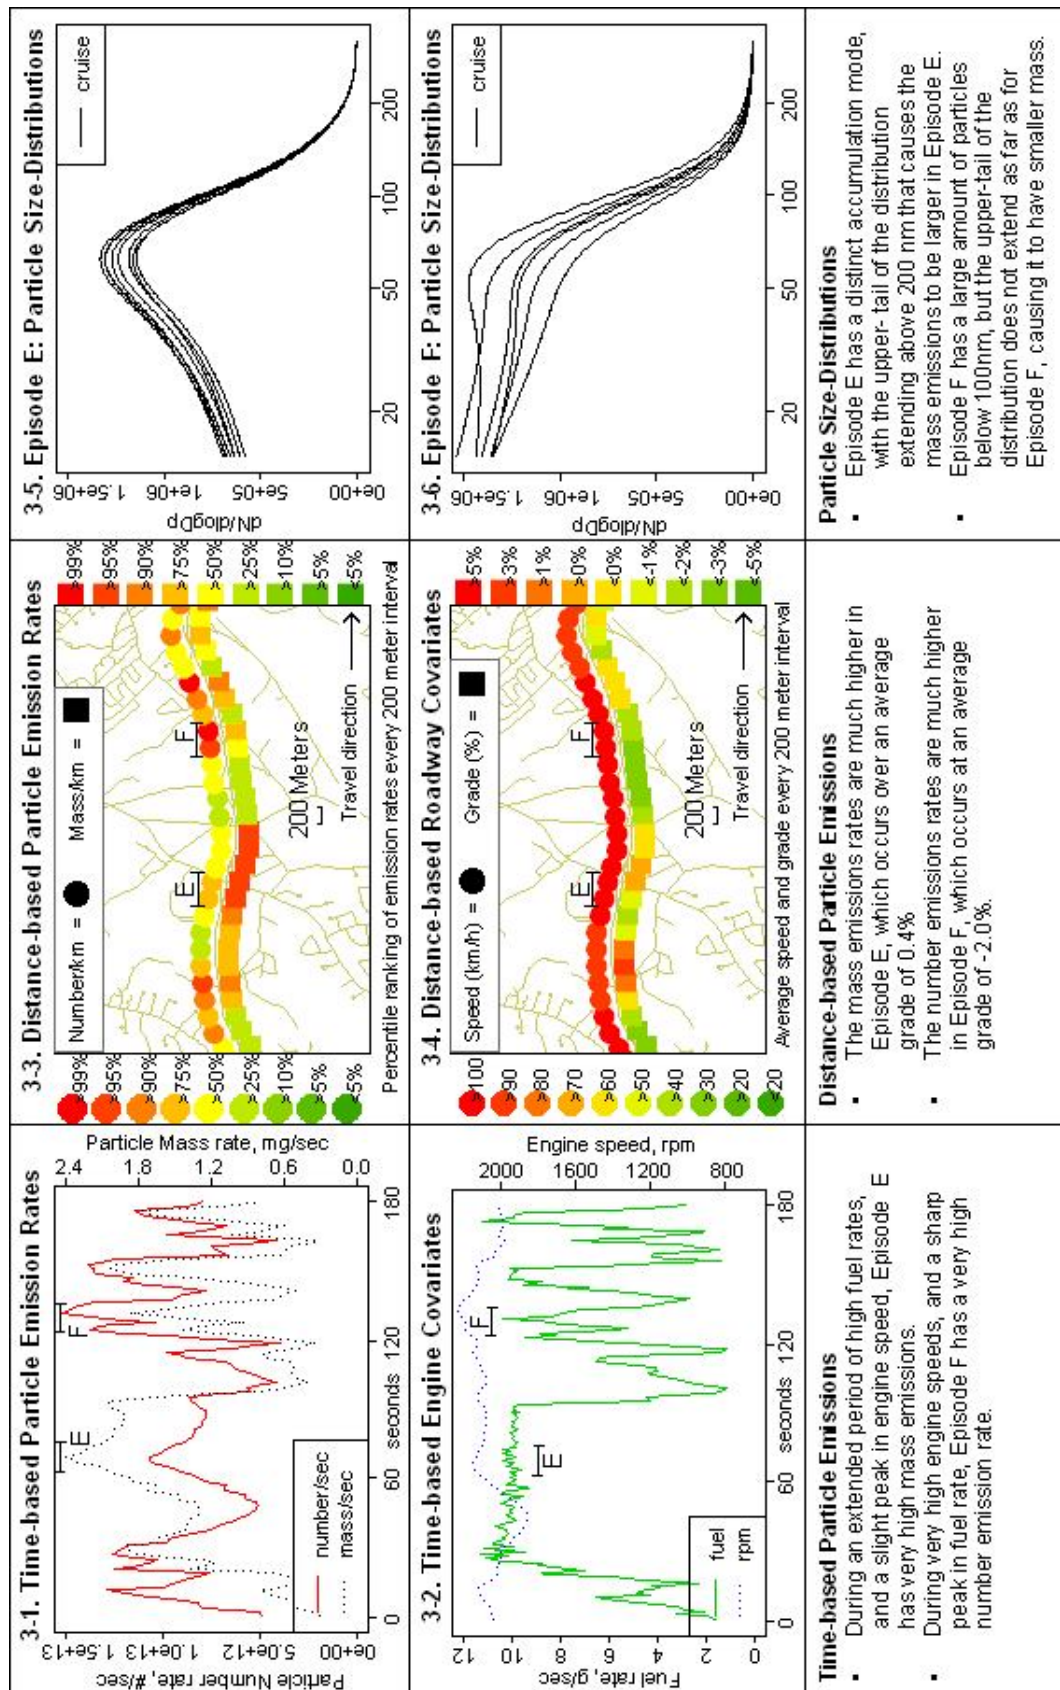 3-1. Time-based Particle Emission Rates
Particle Number rate, #/sec
0e+00
5.0e+12
1.0e+13
1.5e+13
Particle Mass rate, mg/sec
0.0
0.6
1.2
1.8
2.4
E
F
number/sec
mass/sec
0
60
seconds
120
180
3-3. Distance-based Particle Emission Rates
>99%
>95%
>90%
>75%
>50%
>25%
>10%
>5%
<5%
Number/km =
Mass/km =
E
F
200 Meters
Travel direction
>99%
>95%
>90%
>75%
>50%
>25%
>10%
>5%
<5%
Percentile ranking of emission rates every 200 meter interval
3-5. Episode E: Particle Size-Distributions
dN/dlogDp
0e+00
5e+05
1e+06
1.5e+06
cruise
20
50
100
200
3-2. Time-based Engine Covariates
Fuel rate, g/sec
0
2
4
6
8
10
12
Engine speed, rpm
800
1200
1600
2000
E
F
fuel
rpm
0
60
seconds
120
180
3-4. Distance-based Roadway Covariates
>100
>90
>80
>70
>60
>50
>40
>30
>20
<20
Speed (km/h) =
Grade (%) =
E
F
200 Meters
Travel direction
>5%
>3%
>1%
>0%
<0%
<-1%
<-2%
<-3%
<-5%
Average speed and grade every 200 meter interval
3-6. Episode F: Particle Size-Distributions
dN/dlogDp
0e+00
5e+05
1e+06
1.5e+06
cruise
20
50
100
200
Time-based Particle Emissions
▪ During an extended period of high fuel rates,
and a slight peak in engine speed, Episode E
has very high mass emissions.
▪ During very high engine speeds, and a sharp
peak in fuel rate, Episode F has a very high
number emission rate.
Distance-based Particle Emissions
▪ The mass emissions rates are much higher in
Episode E, which occurs over an average
grade of 0.4%
▪ The number emissions rates are much higher
in Episode F, which occurs at an average
grade of -2.0%.
Particle Size-Distributions
▪ Episode E has a distinct accumulation mode,
with the upper- tail of the distribution
extending above 200 nm that causes the
mass emissions to be larger in Episode E.
▪ Episode F has a large amount of particles
below 100nm, but the upper-tail of the
distribution does not extend as far as for
Episode F, causing it to have smaller mass.